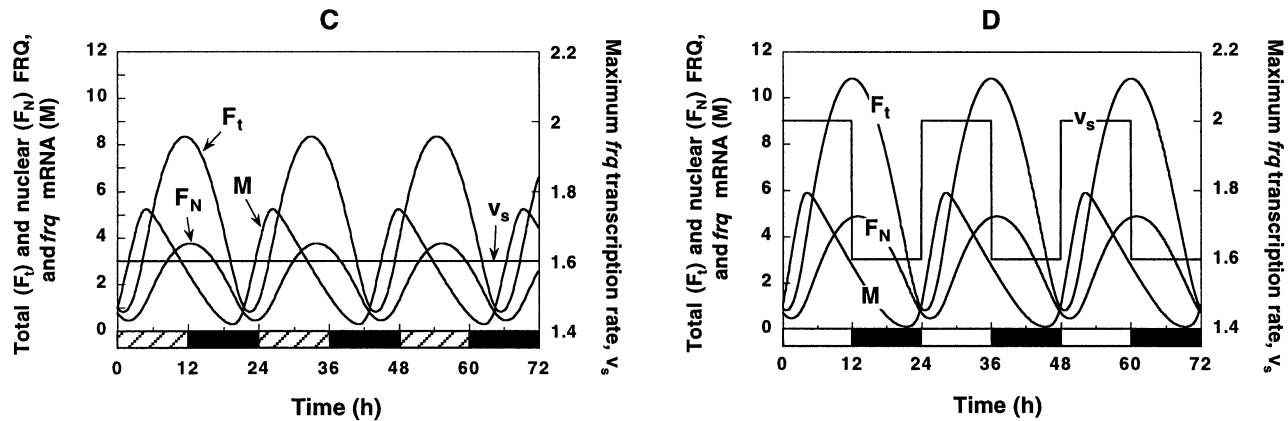 C
Total (Ft) and nuclear (FN) FRQ,
and frq mRNA (M)
12
10
8
6
4
2
0
Ft
M
FN
vs
2.2
2
1.8
1.6
1.4
Maximum frq transcription rate, vs
0
12
24
36
48
60
72
Time (h)
D
Total (Ft) and nuclear (FN) FRQ,
and frq mRNA (M)
12
10
8
6
4
2
0
Ft
vs
FN
M
2.2
2
1.8
1.6
1.4
Maximum frq transcription rate, vs
0
12
24
36
48
60
72
Time (h)